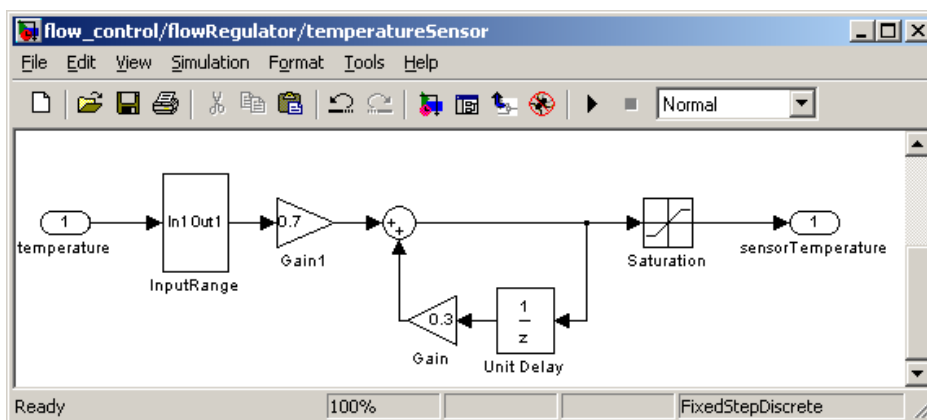 flow_control/flowRegulator/temperatureSensor
File Edit View Simulation Format Tools Help
Normal
1
temperature
In1 Out1
InputRange
0.7
Gain1
+
+
Saturation
1
sensorTemperature
0.3
Gain
1
z
Unit Delay
Ready 100% FixedStepDiscrete